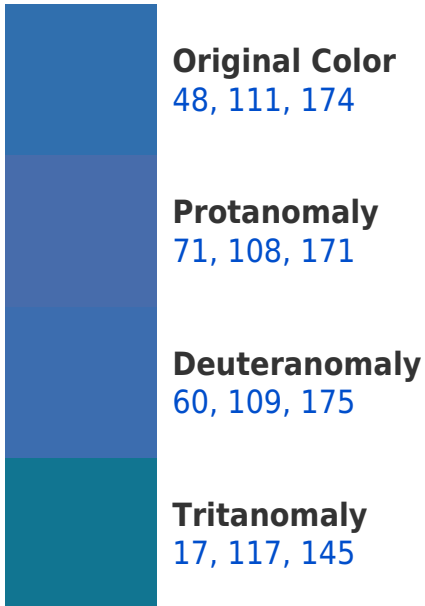 Original Color
48, 111, 174
Protanomaly
71, 108, 171
Deuteranomaly
60, 109, 175
Tritanomaly
17, 117, 145